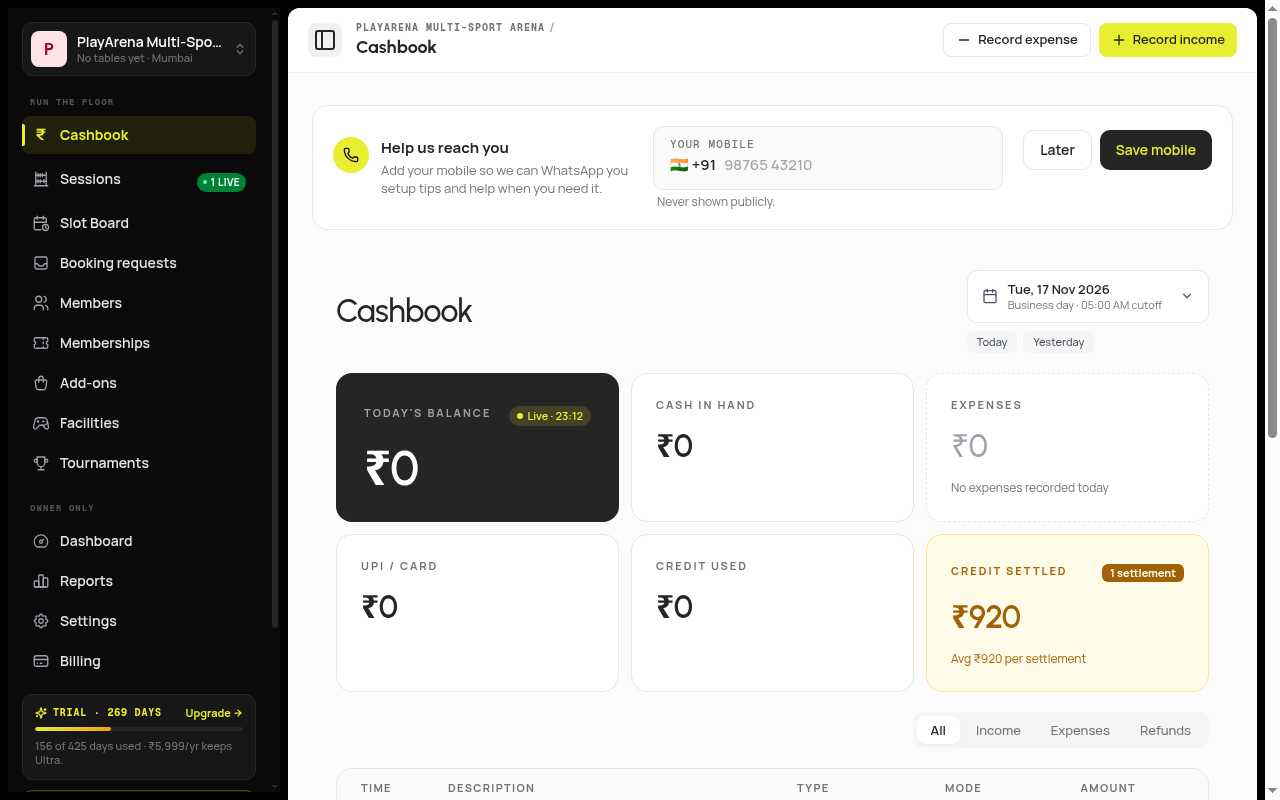 P
PlayArena Multi-Spo...
No tables yet · Mumbai
RUN THE FLOOR
Cashbook
Sessions
1 LIVE
Slot Board
Booking requests
Members
Memberships
Add-ons
Facilities
Tournaments
OWNER ONLY
Dashboard
Reports
Settings
Billing
TRIAL · 269 DAYS
Upgrade →
156 of 425 days used · ₹5,999/yr keeps
Ultra.
PLAYARENA MULTI-SPORT ARENA /
Cashbook
Record expense
Record income
Help us reach you
Add your mobile so we can WhatsApp you
setup tips and help when you need it.
YOUR MOBILE
🇮🇳 +91 98765 43210
Never shown publicly.
Later
Save mobile
Cashbook
Tue, 17 Nov 2026
Business day · 05:00 AM cutoff
Today
Yesterday
TODAY'S BALANCE
Live · 23:12
₹0
CASH IN HAND
₹0
EXPENSES
₹0
No expenses recorded today
UPI / CARD
₹0
CREDIT USED
₹0
CREDIT SETTLED
1 settlement
₹920
Avg ₹920 per settlement
All
Income
Expenses
Refunds
TIME
DESCRIPTION
TYPE
MODE
AMOUNT